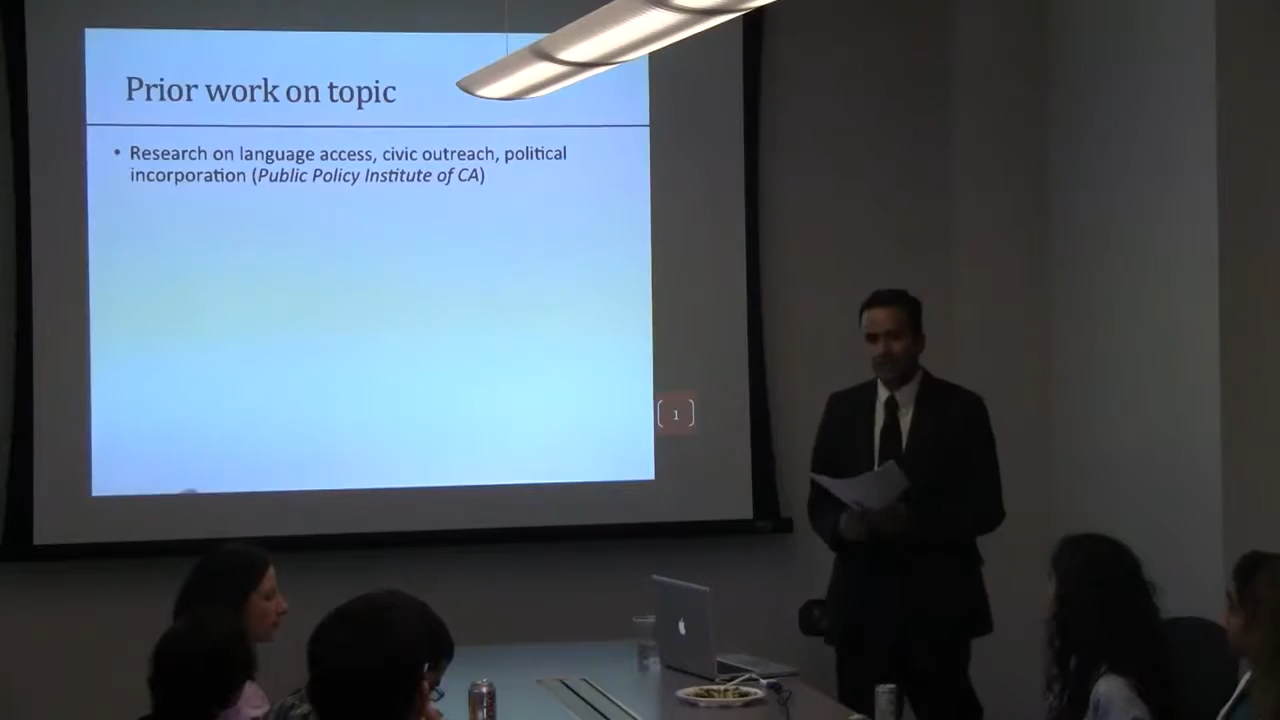 Prior work on topic
• Research on language access, civic outreach, political
incorporation (Public Policy Institute of CA)
1